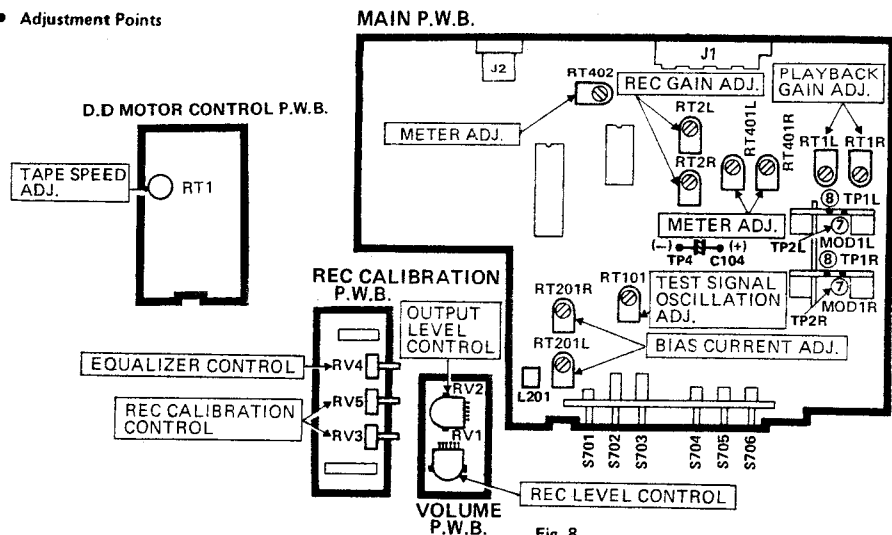 ● Adjustment Points
MAIN P.W.B.
D.D MOTOR CONTROL P.W.B.
TAPE SPEED
ADJ.
RT1
J2
J1
RT402
REC GAIN ADJ.
PLAYBACK
GAIN ADJ.
METER ADJ.
RT2L
RT2R
RT401L
RT401R
RT1L
RT1R
8 TP1L
METER ADJ.
TP2L
7
MOD1L
(−)
(+)
TP4
C104
8 TP1R
7
MOD1R
TP2R
REC CALIBRATION
P.W.B.
OUTPUT
LEVEL
CONTROL
RT201R
RT101
TEST SIGNAL
OSCILLATION
ADJ.
RT201L
BIAS CURRENT ADJ.
L201
EQUALIZER CONTROL
RV4
REC CALIBRATION
CONTROL
RV5
RV3
RV2
RV1
S701
S702
S703
S704
S705
S706
REC LEVEL CONTROL
VOLUME
P.W.B.
Fig. 8